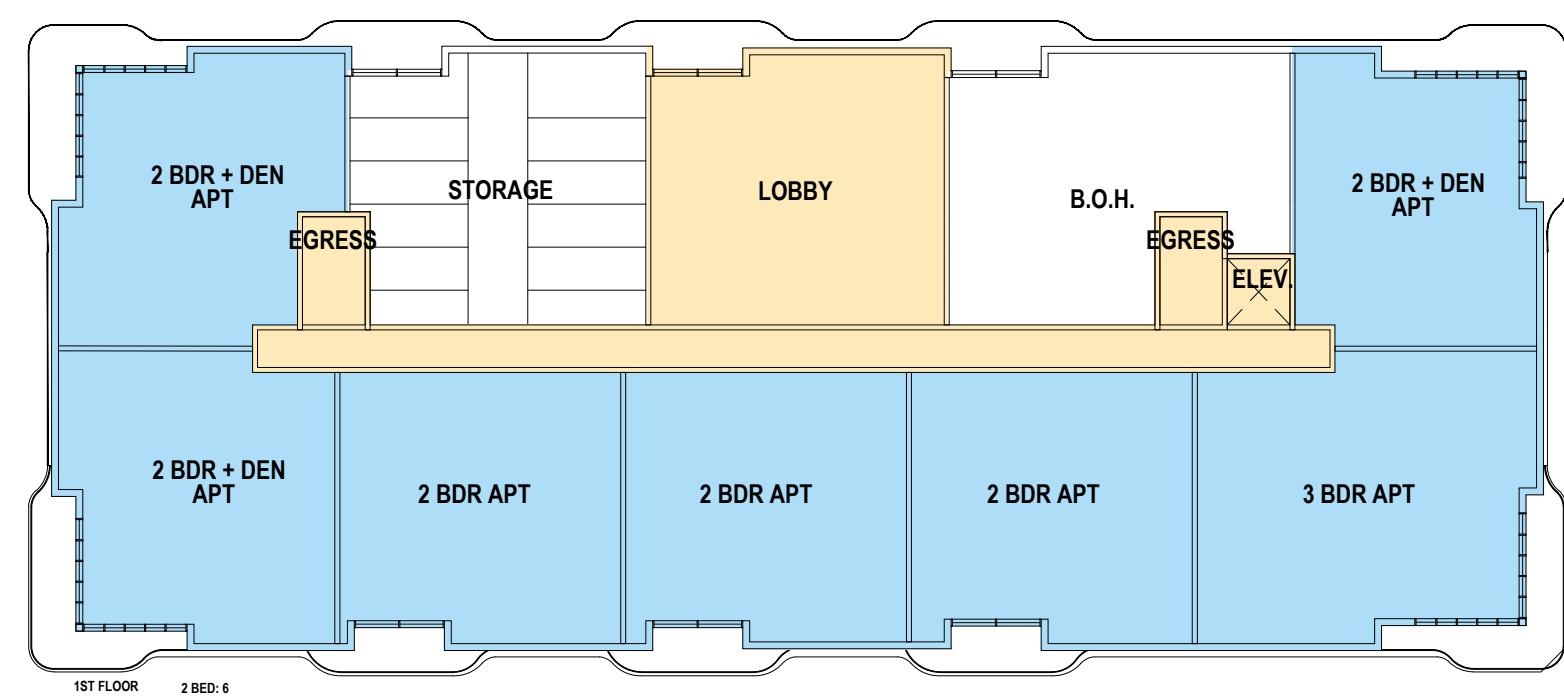 2 BDR + DEN
APT
STORAGE
LOBBY
B.O.H.
2 BDR + DEN
APT
EGRESS
EGRESS
ELEV.
2 BDR + DEN
APT
2 BDR APT
2 BDR APT
2 BDR APT
3 BDR APT
1ST FLOOR
2 BED: 6